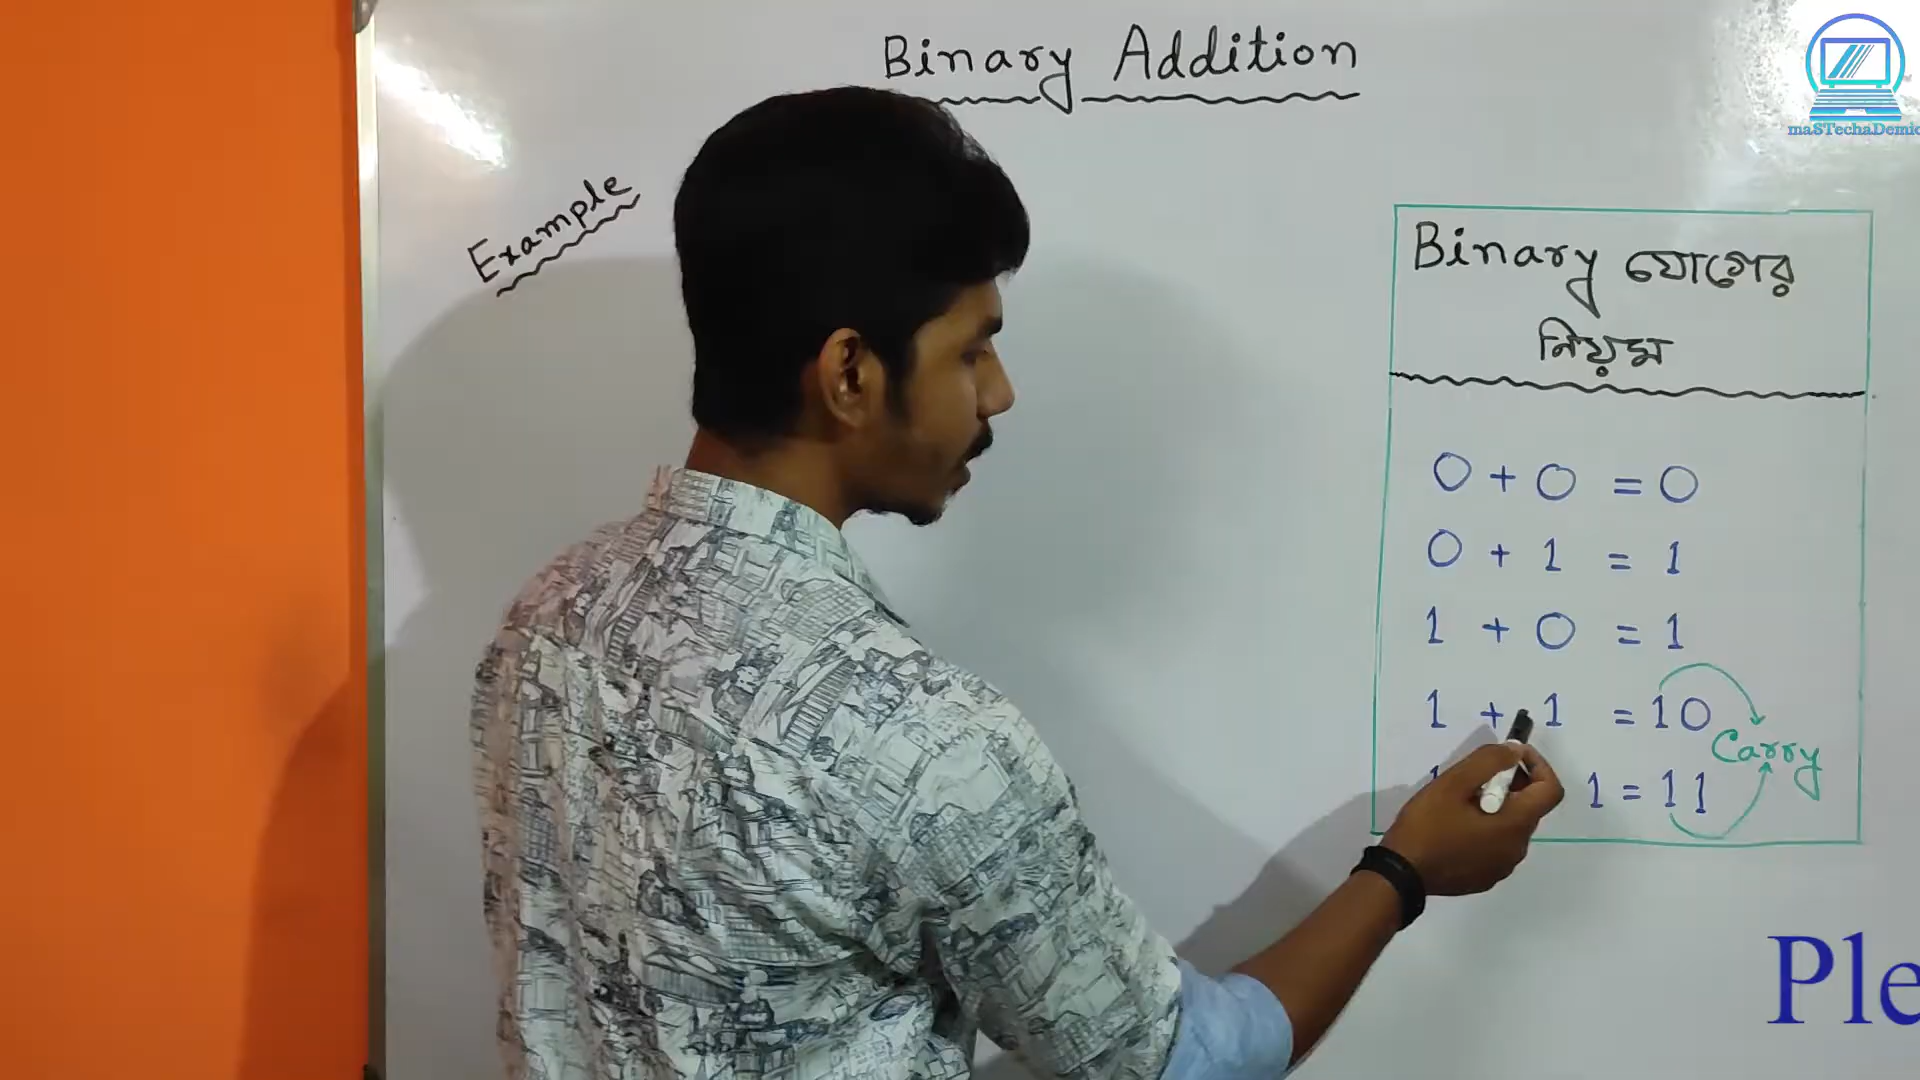 Binary Addition
maSTechaDemic
Example
Binary যোগের
নিয়ম
0 + 0 = 0
0 + 1 = 1
1 + 0 = 1
1 + 1 = 10
Carry
1 = 11
Ple